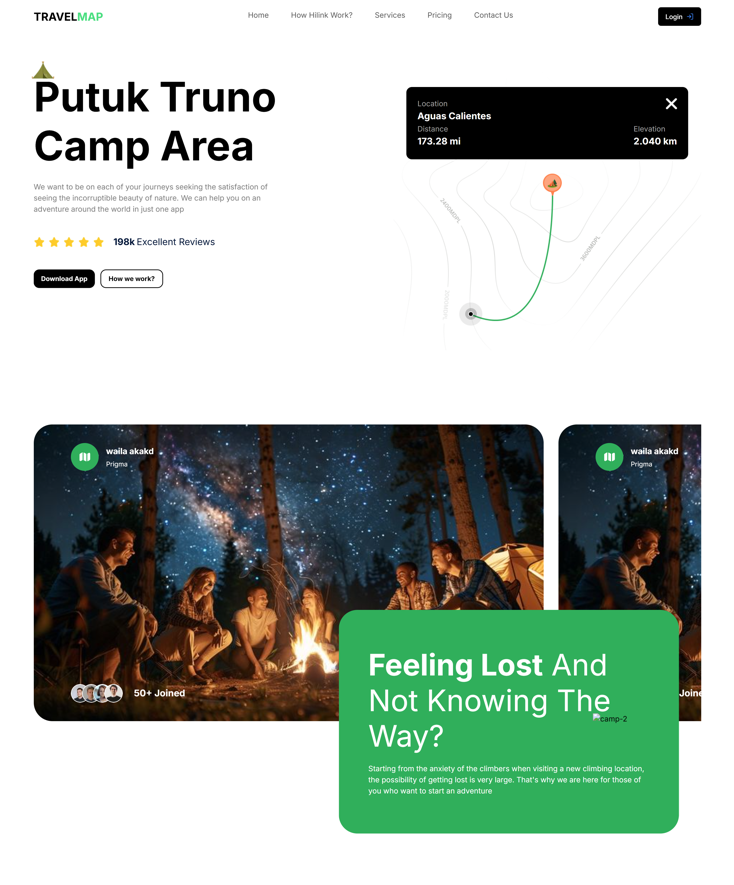 TRAVELMAP
Home How Hilink Work? Services Pricing Contact Us
Login
Putuk Truno
Camp Area
We want to be on each of your journeys seeking the satisfaction of
seeing the incorruptible beauty of nature. We can help you on an
adventure around the world in just one app
198k Excellent Reviews
Download App How we work?
Location
Aguas Calientes
Distance Elevation
173.28 mi 2.040 km
2400MDPL
3600MDPL
waila akakd
Prigma
50+ Joined
waila akakd
Prigma
Joine
Feeling Lost And
Not Knowing The
Way?
camp-2
Starting from the anxiety of the climbers when visiting a new climbing location,
the possibility of getting lost is very large. That's why we are here for those of
you who want to start an adventure